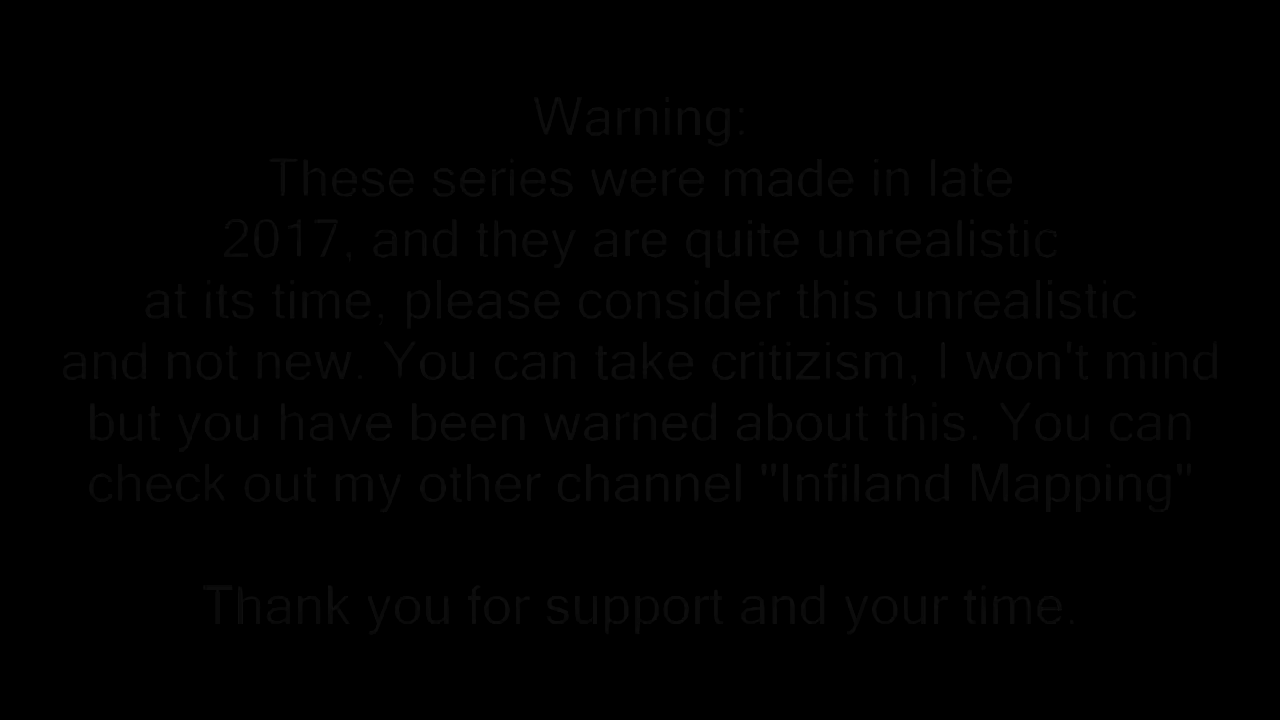 Warning:
These series were made in late
2017, and they are quite unrealistic
at its time, please consider this unrealistic
and not new. You can take critizism, I won't mind
but you have been warned about this. You can
check out my other channel "Infiland Mapping"
Thank you for support and your time.